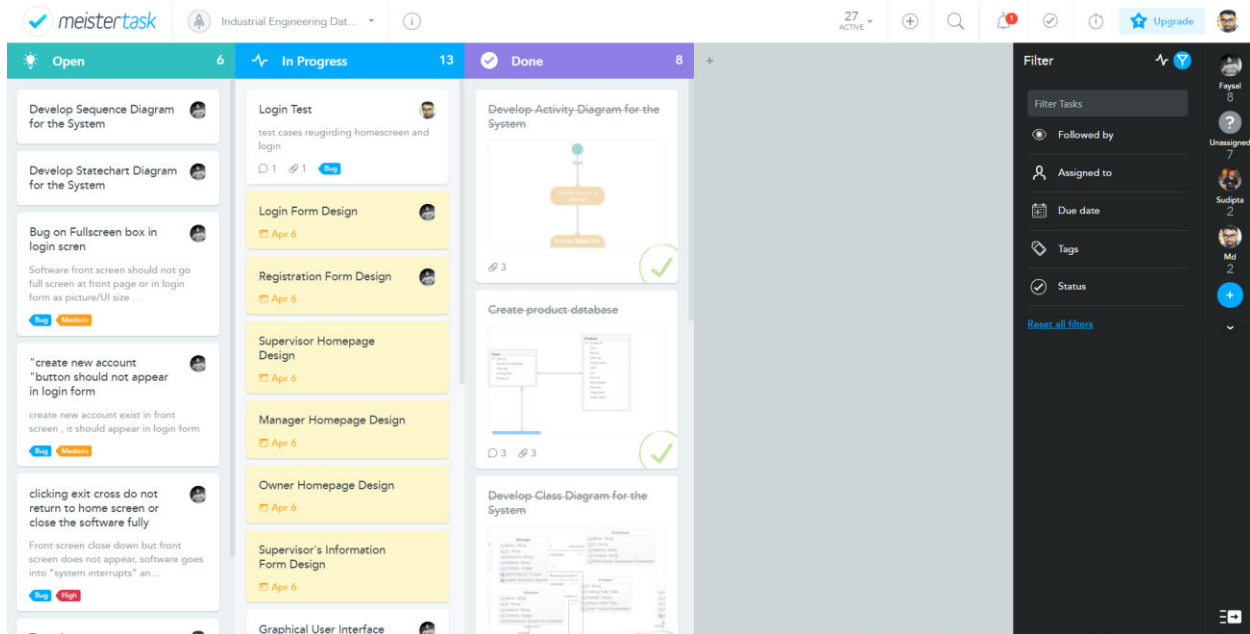 meistertask
Industrial Engineering Dat...
27
ACTIVE
1
Upgrade
Open 6
Develop Sequence Diagram
for the System
Develop Statechart Diagram
for the System
Bug on Fullscreen box in
login scren
Software front screen should not go
full screen at front page or in login
form as picture/UI size ...
Bug Medium
"create new account
"button should not appear
in login form
create new account exist in front
screen , it should appear in login form
Bug Medium
clicking exit cross do not
return to home screen or
close the software fully
Front screen close down but front
screen does not appear, software goes
into "system interrupts" an...
Bug High
In Progress 13
Login Test
test cases reugirding homescreen and
login
1 1 Bug
Login Form Design
Apr 6
Registration Form Design
Apr 6
Supervisor Homepage
Design
Apr 6
Manager Homepage Design
Apr 6
Owner Homepage Design
Apr 6
Supervisor's Information
Form Design
Apr 6
Graphical User Interface
Done 8
Develop Activity Diagram for the
System
3
Create product database
3 3
Develop Class Diagram for the
System
+
Filter
Filter Tasks
Followed by
Assigned to
Due date
Tags
Status
Reset all filters
Faysal
8
?
Unassigned
7
Sudipta
2
Md
2
+